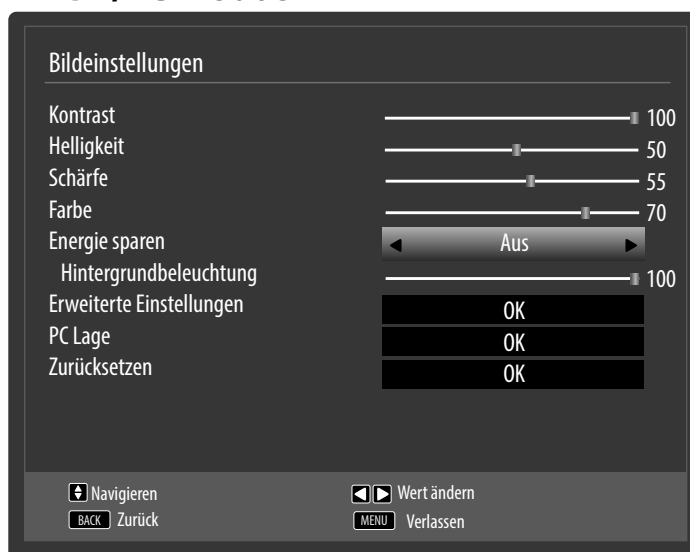 Bildeinstellungen
Kontrast 100
Helligkeit 50
Schärfe 55
Farbe 70
Energie sparen Aus
Hintergrundbeleuchtung 100
Erweiterte Einstellungen OK
PC Lage OK
Zurücksetzen OK
Navigieren Wert ändern
BACK Zurück MENU Verlassen